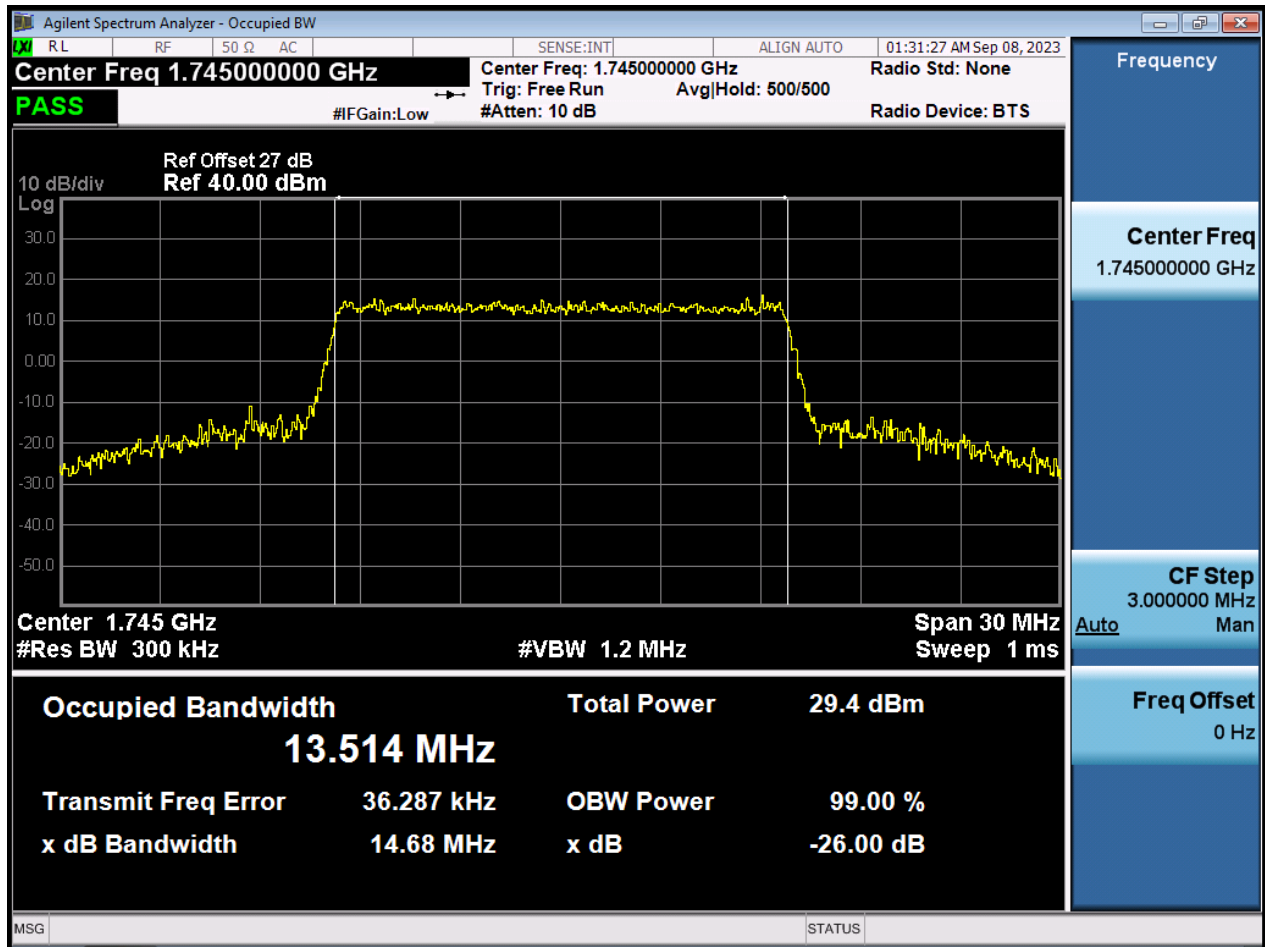 Agilent Spectrum Analyzer - Occupied BW
LXI RL RF 50 Ω AC SENSE:INT ALIGN AUTO 01:31:27 AM Sep 08, 2023
Center Freq 1.745000000 GHz
Center Freq: 1.745000000 GHz
Radio Std: None
Trig: Free Run Avg|Hold: 500/500
PASS
#IFGain:Low
#Atten: 10 dB
Radio Device: BTS
Ref Offset 27 dB
10 dB/div Ref 40.00 dBm
Log
30.0
20.0
10.0
0.00
-10.0
-20.0
-30.0
-40.0
-50.0
Center 1.745 GHz Span 30 MHz
#Res BW 300 kHz #VBW 1.2 MHz Sweep 1 ms
Occupied Bandwidth Total Power 29.4 dBm
13.514 MHz
Transmit Freq Error 36.287 kHz OBW Power 99.00 %
x dB Bandwidth 14.68 MHz x dB -26.00 dB
MSG STATUS
Frequency
Center Freq
1.745000000 GHz
CF Step
3.000000 MHz
Auto Man
Freq Offset
0 Hz